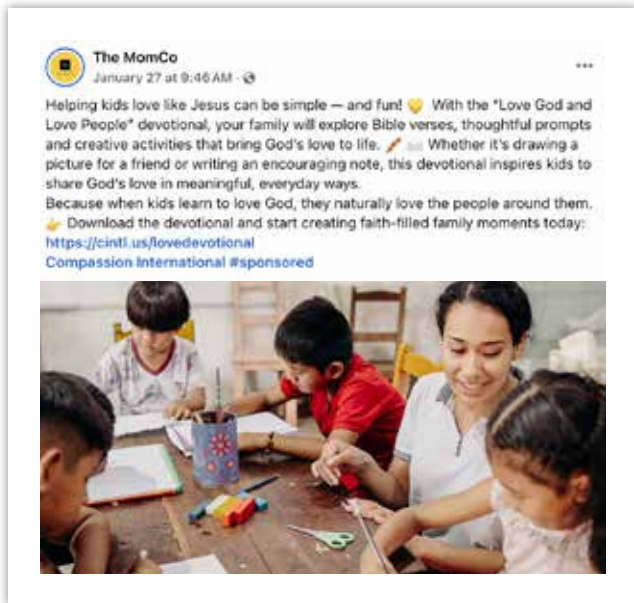 The MomCo
January 27 at 9:46 AM ·
Helping kids love like Jesus can be simple — and fun! 💛 With the "Love God and
Love People" devotional, your family will explore Bible verses, thoughtful prompts
and creative activities that bring God's love to life. 🖍️ ✉️ Whether it's drawing a
picture for a friend or writing an encouraging note, this devotional inspires kids to
share God's love in meaningful, everyday ways.
Because when kids learn to love God, they naturally love the people around them.
👉 Download the devotional and start creating faith-filled family moments today:
https://cintl.us/lovedevotional
Compassion International #sponsored